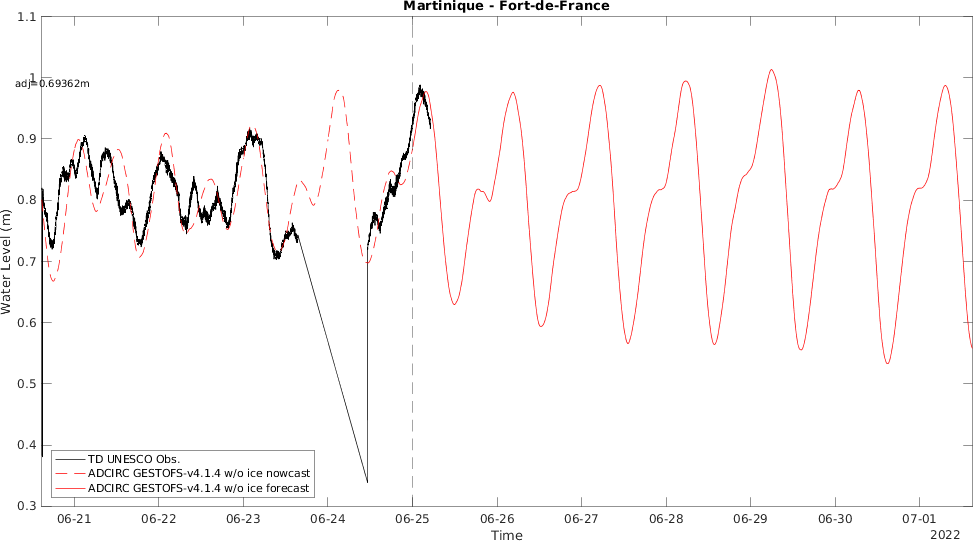 Martinique - Fort-de-France
1.1
1
adj=0.69362m
0.9
0.8
0.7
0.6
0.5
0.4
0.3
Water Level (m)
TD UNESCO Obs.
ADCIRC GESTOFS-v4.1.4 w/o ice nowcast
ADCIRC GESTOFS-v4.1.4 w/o ice forecast
06-21 06-22 06-23 06-24 06-25 06-26 06-27 06-28 06-29 06-30 07-01
Time
2022